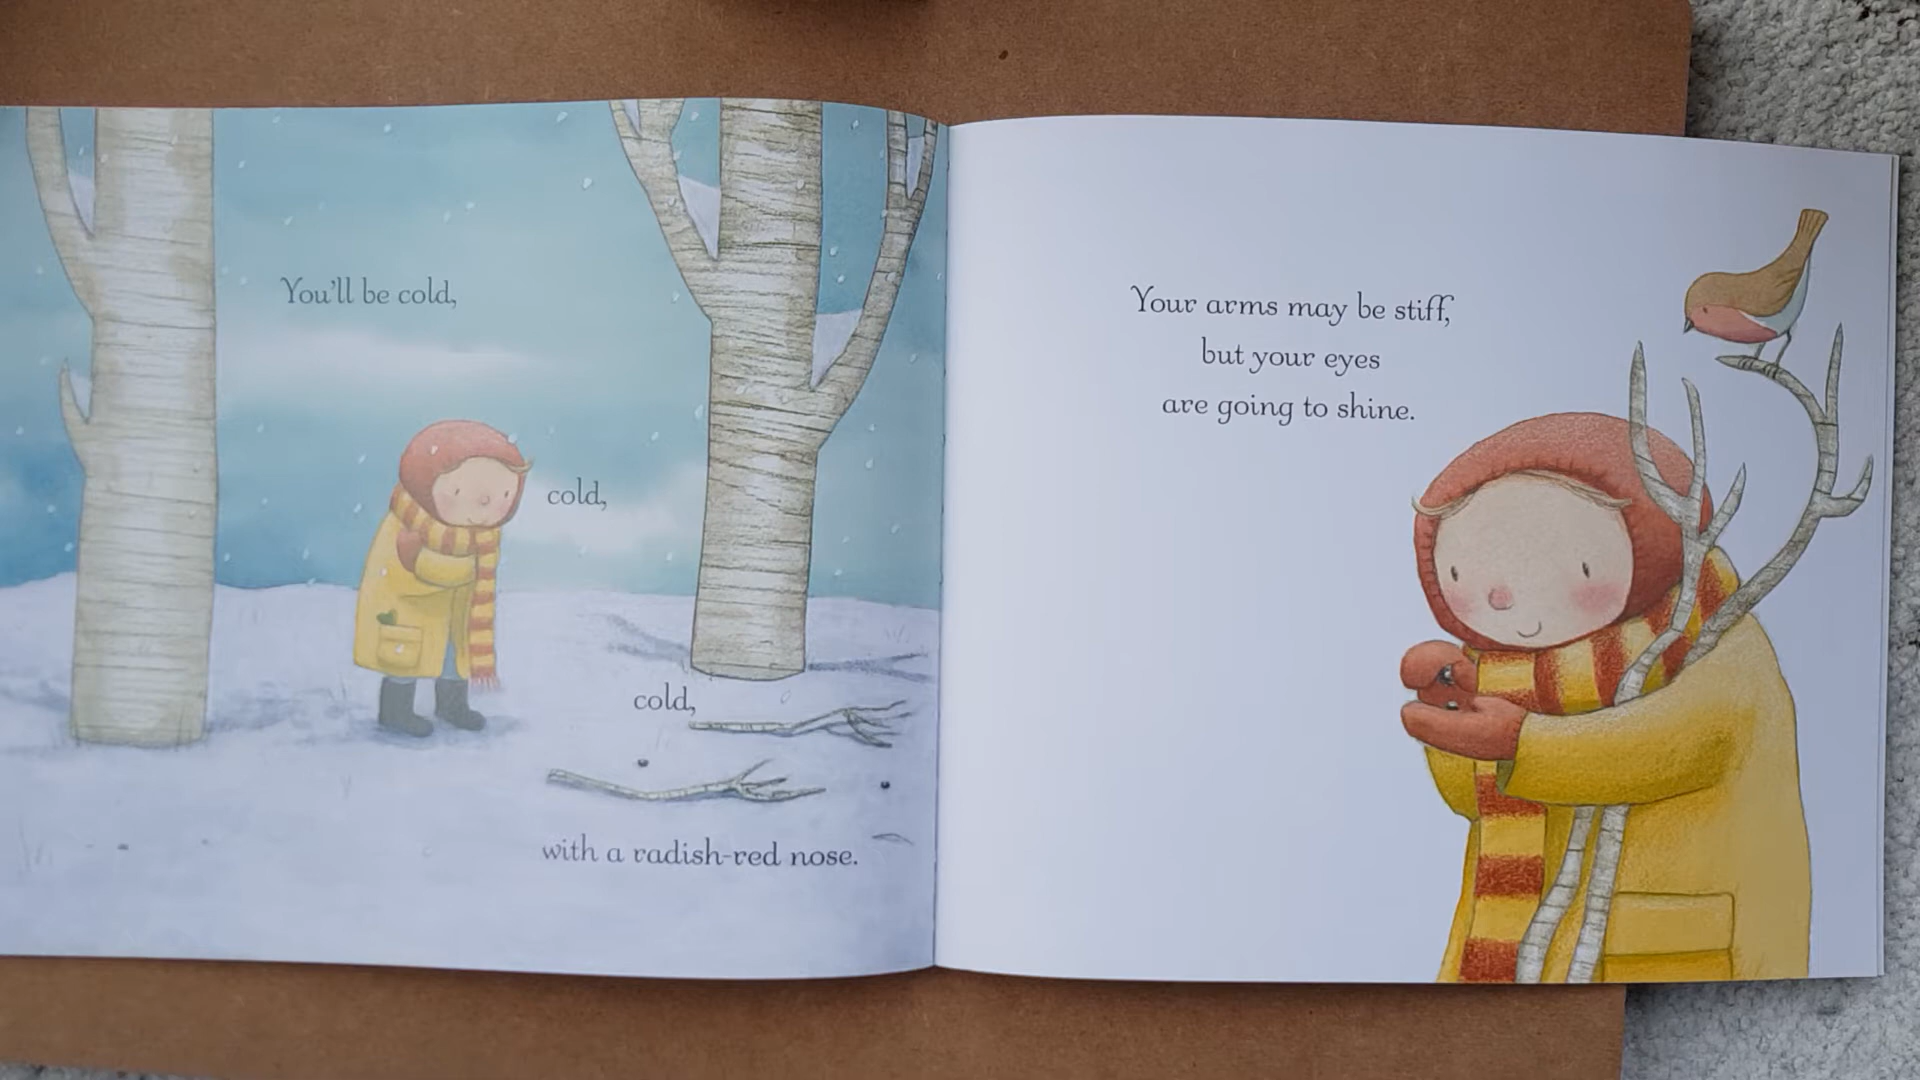 You'll be cold,
cold,
cold,
with a radish-red nose.
Your arms may be stiff,
but your eyes
are going to shine.